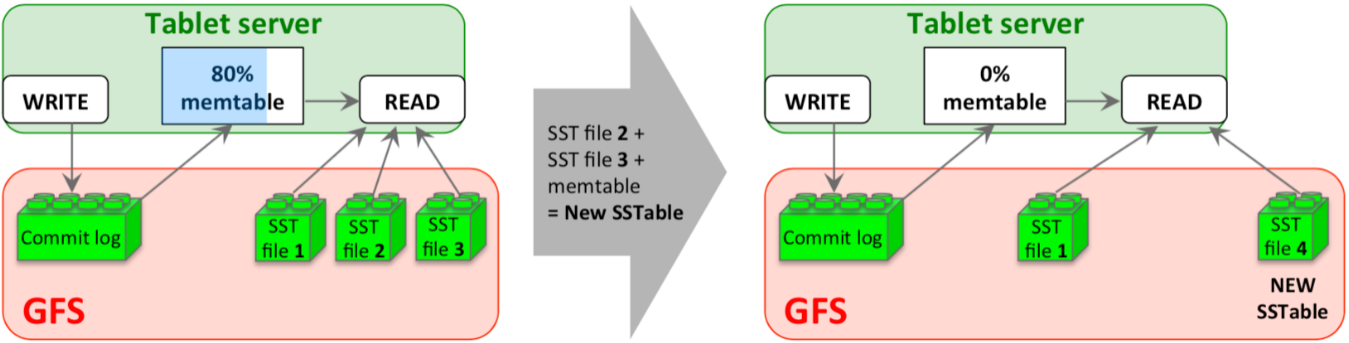 Tablet server
80%
memtable
WRITE
READ
Commit log
SST
file 1
SST
file 2
SST
file 3
GFS
SST file 2 +
SST file 3 +
memtable
= New SSTable
Tablet server
0%
memtable
WRITE
READ
Commit log
SST
file 1
SST
file 4
NEW
SSTable
GFS